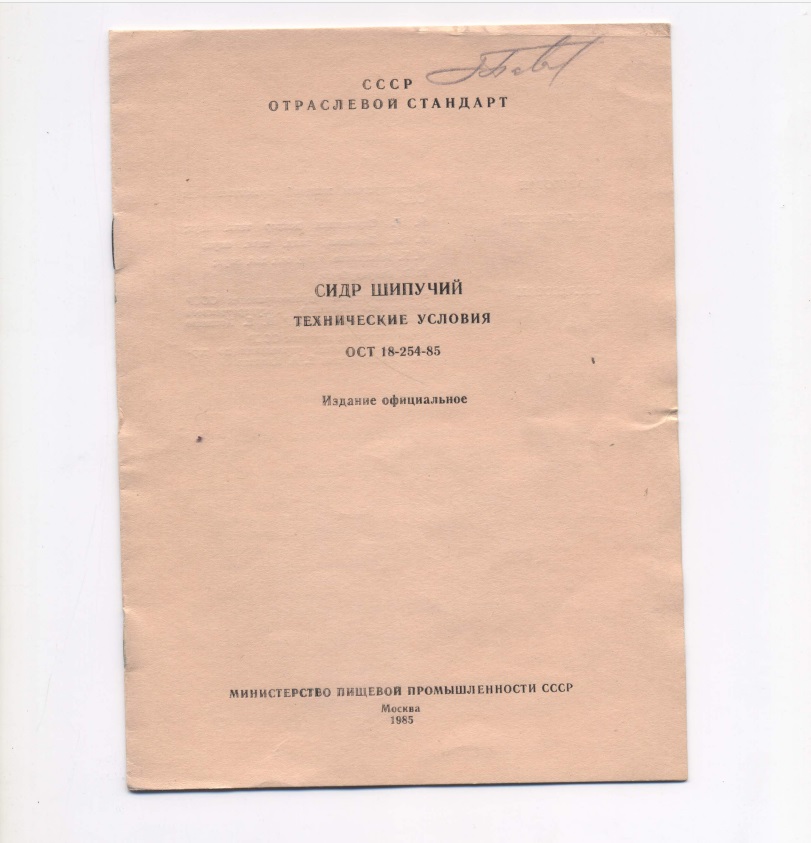 СССР
ОТРАСЛЕВОЙ СТАНДАРТ
СИДР ШИПУЧИЙ
ТЕХНИЧЕСКИЕ УСЛОВИЯ
ОСТ 18-254-85
Издание официальное
МИНИСТЕРСТВО ПИЩЕВОЙ ПРОМЫШЛЕННОСТИ СССР
Москва
1985